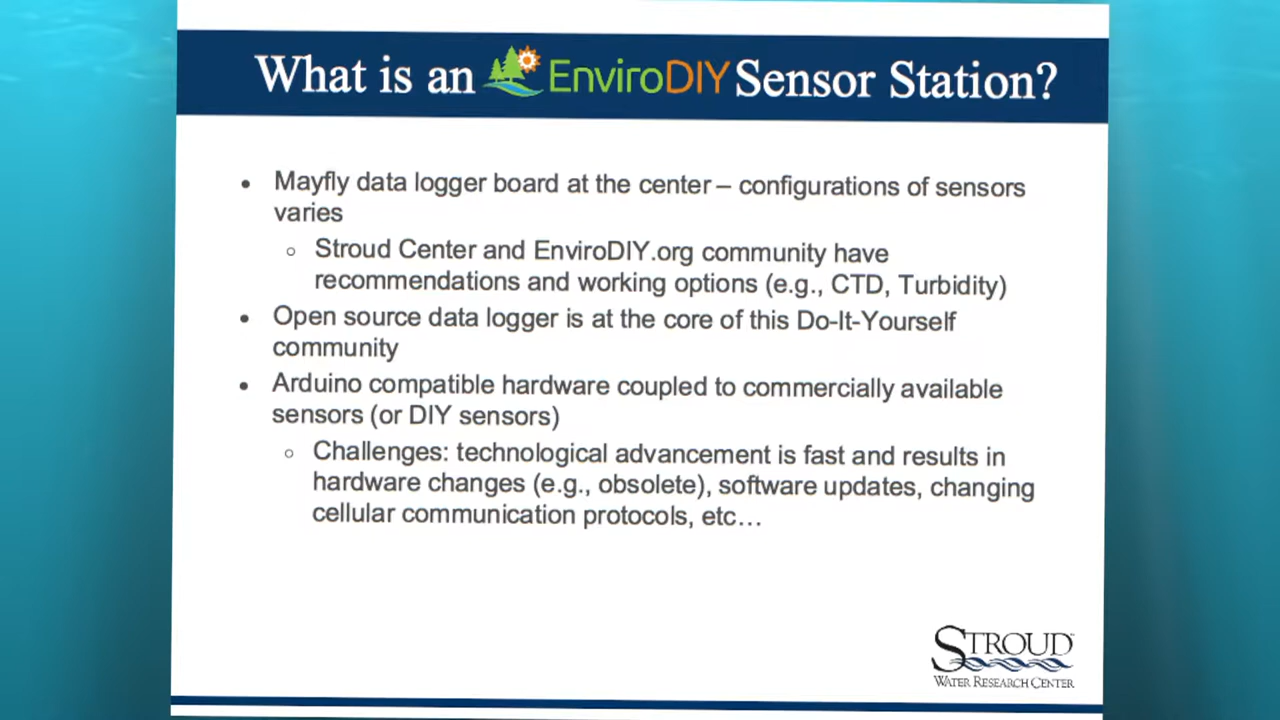 What is an EnviroDIY Sensor Station?
• Mayfly data logger board at the center – configurations of sensors
varies
○ Stroud Center and EnviroDIY.org community have
recommendations and working options (e.g., CTD, Turbidity)
• Open source data logger is at the core of this Do-It-Yourself
community
• Arduino compatible hardware coupled to commercially available
sensors (or DIY sensors)
○ Challenges: technological advancement is fast and results in
hardware changes (e.g., obsolete), software updates, changing
cellular communication protocols, etc…
STROUD™
WATER RESEARCH CENTER